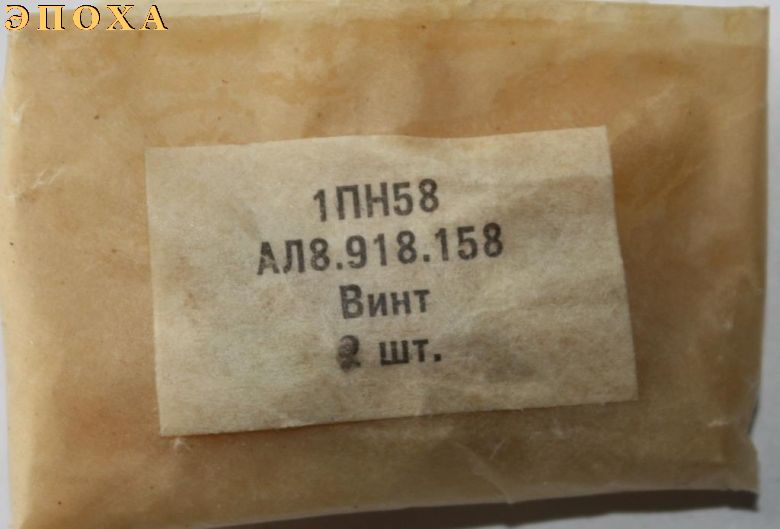 ЭПОХА
1ПН58
АЛ8.918.158
Винт
2 шт.